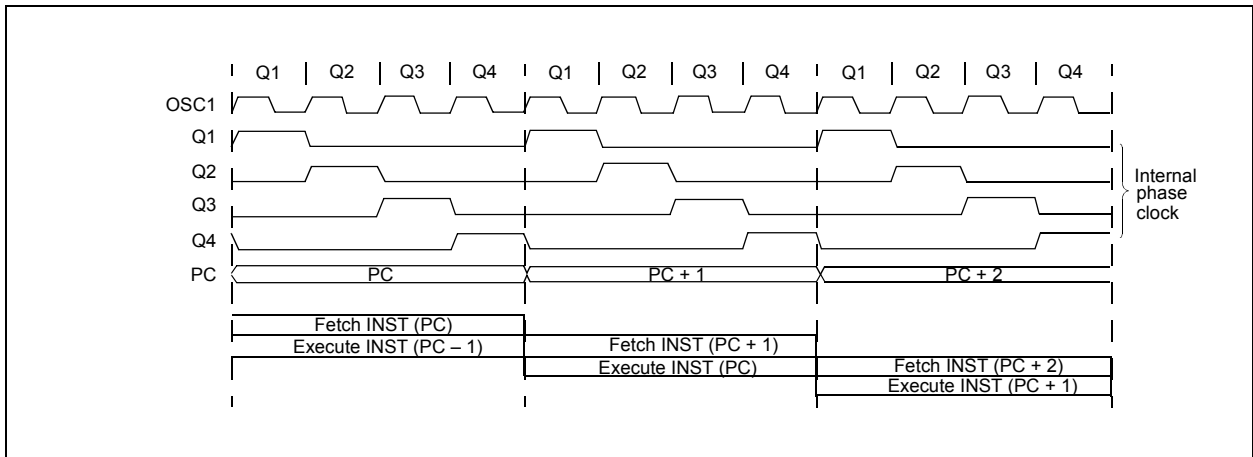 Q1 Q2 Q3 Q4 Q1 Q2 Q3 Q4 Q1 Q2 Q3 Q4
OSC1
Q1
Q2
Q3
Q4
PC
Internal
phase
clock
PC PC + 1 PC + 2
Fetch INST (PC)
Execute INST (PC – 1) Fetch INST (PC + 1)
Execute INST (PC) Fetch INST (PC + 2)
Execute INST (PC + 1)